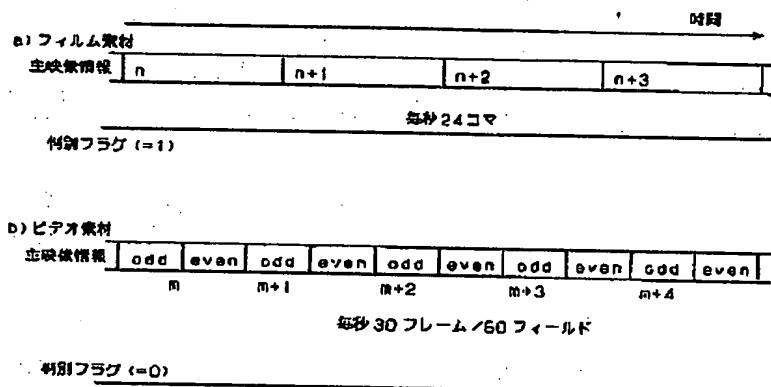 時間
a) フィルム素材
主映像情報 n n+1 n+2 n+3
毎秒24コマ
判別フラグ (=1)
b) ビデオ素材
主映像情報 odd even odd even odd even odd even odd even
m m+1 m+2 m+3 m+4
毎秒30フレーム/60フィールド
判別フラグ (=0)